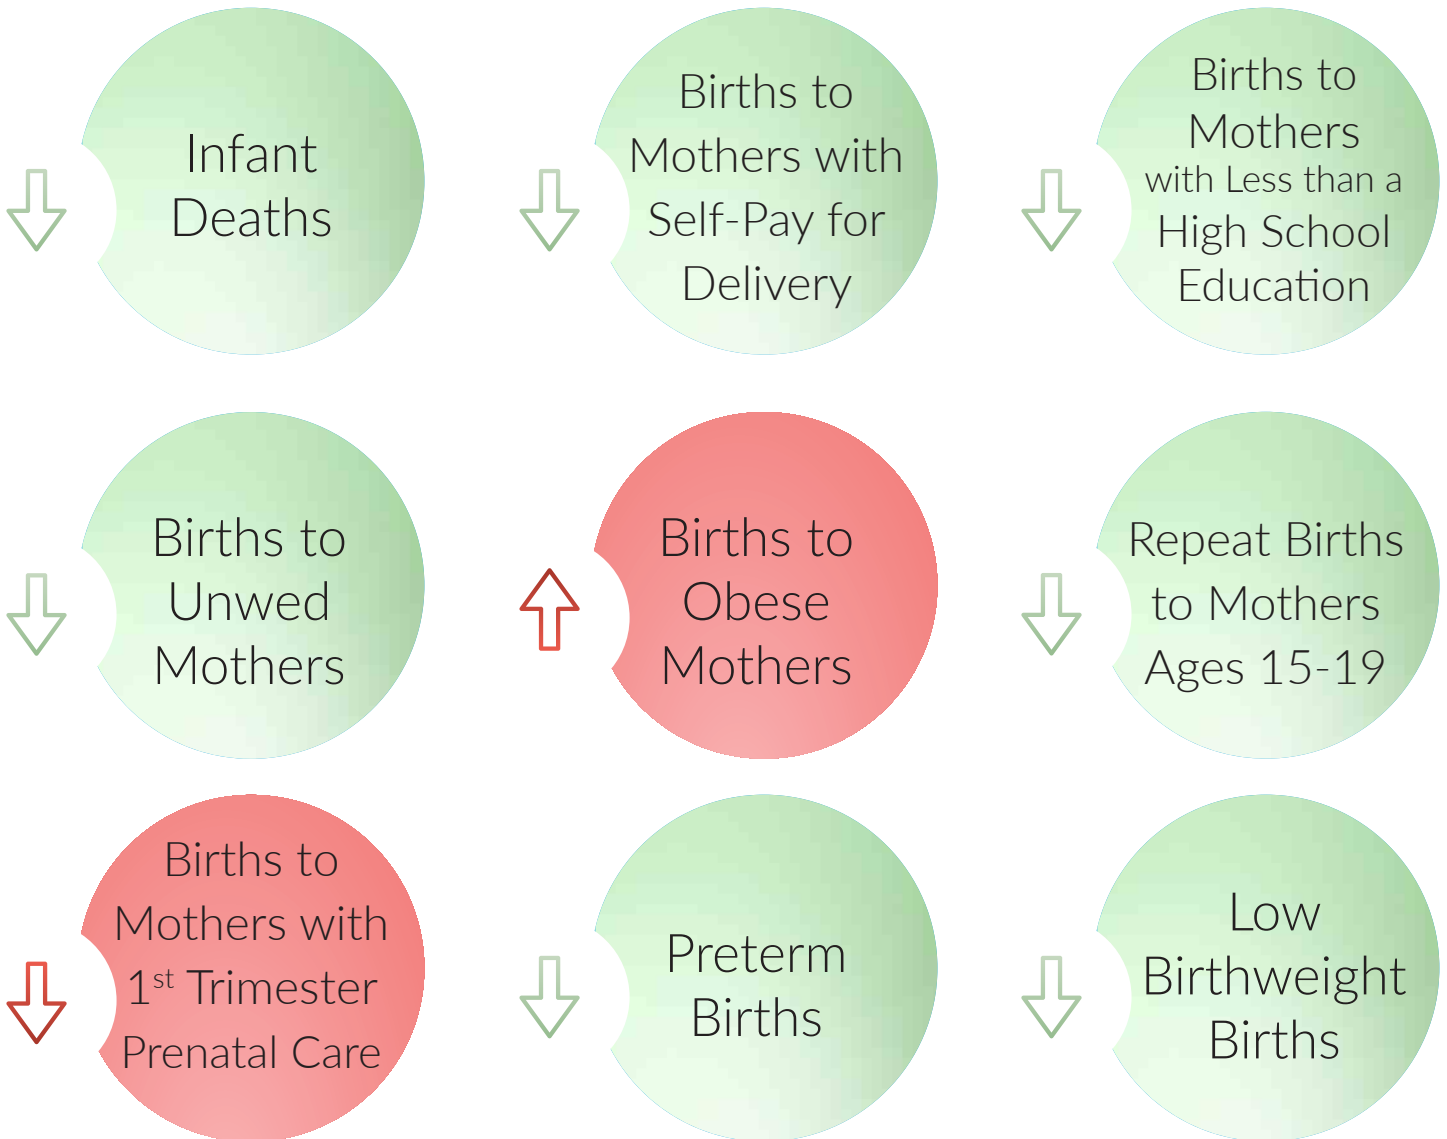 Infant
Deaths
Births to
Mothers with
Self-Pay for
Delivery
Births to
Mothers
with Less than a
High School
Education
Births to
Unwed
Mothers
Births to
Obese
Mothers
Repeat Births
to Mothers
Ages 15-19
Births to
Mothers with
1st Trimester
Prenatal Care
Preterm
Births
Low
Birthweight
Births